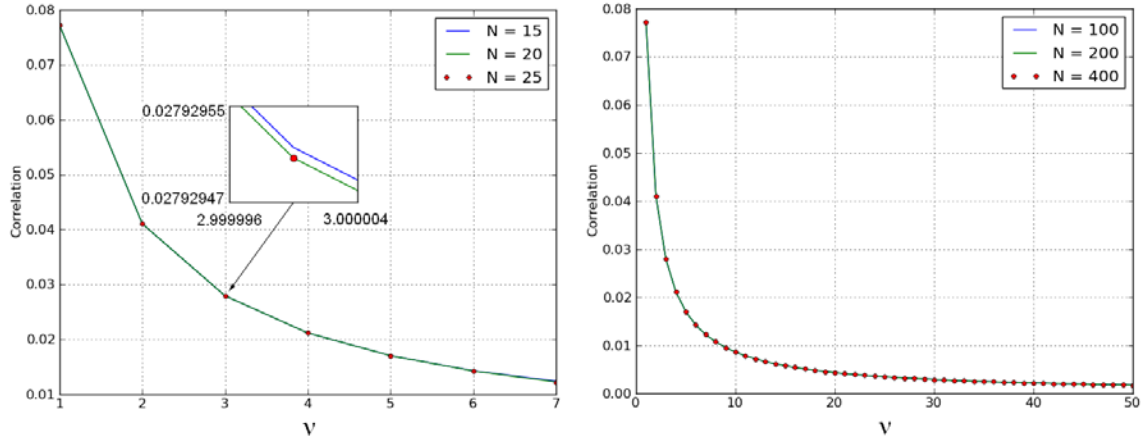 0.08
0.07
0.06
0.05
0.04
0.03
0.02
0.01
Correlation
1 2 3 4 5 6 7
ν
N = 15
N = 20
N = 25
0.02792955
0.02792947
2.999996 3.000004
0.08
0.07
0.06
0.05
0.04
0.03
0.02
0.01
0.00
Correlation
0 10 20 30 40 50
ν
N = 100
N = 200
N = 400